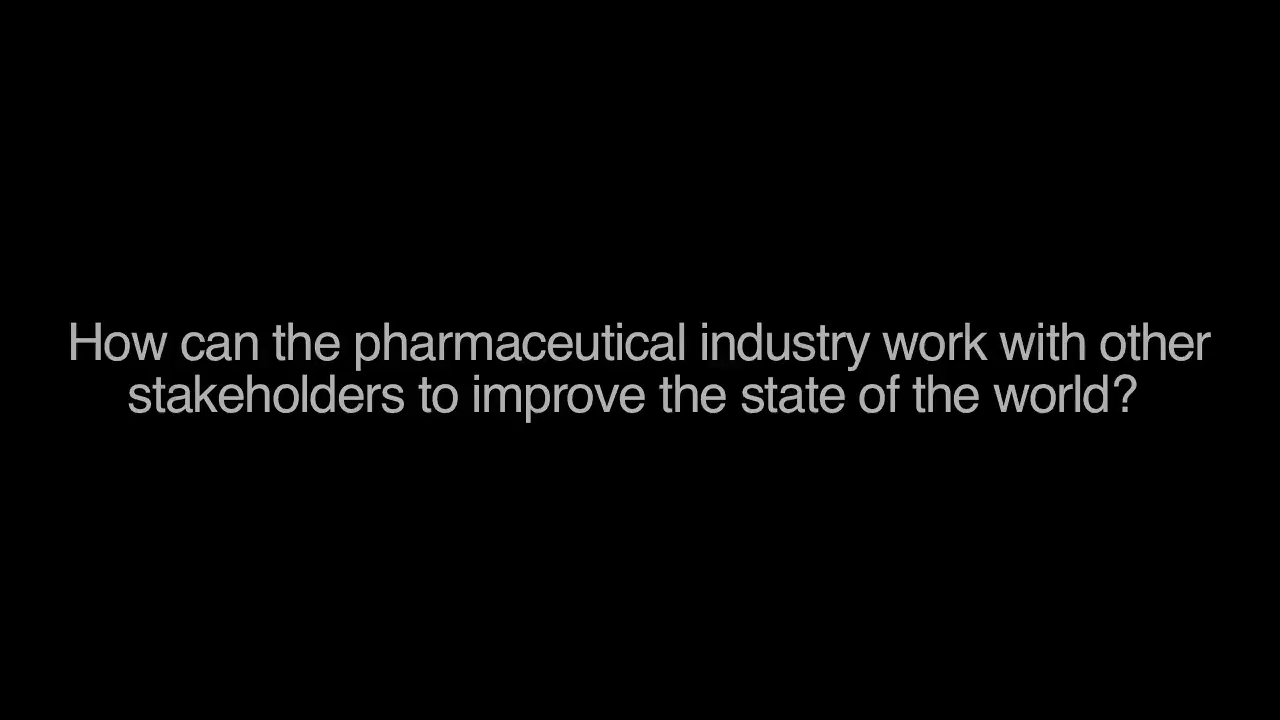 How can the pharmaceutical industry work with other
stakeholders to improve the state of the world?